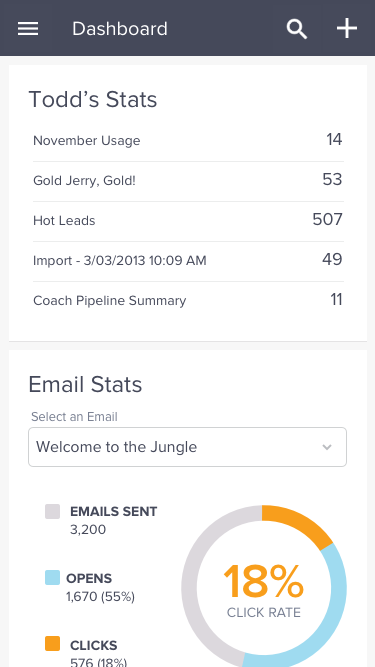 Dashboard
Todd's Stats
November Usage 14
Gold Jerry, Gold! 53
Hot Leads 507
Import - 3/03/2013 10:09 AM 49
Coach Pipeline Summary 11
Email Stats
Select an Email
Welcome to the Jungle
EMAILS SENT
3,200
OPENS
1,670 (55%)
CLICKS
576 (18%)
18%
CLICK RATE